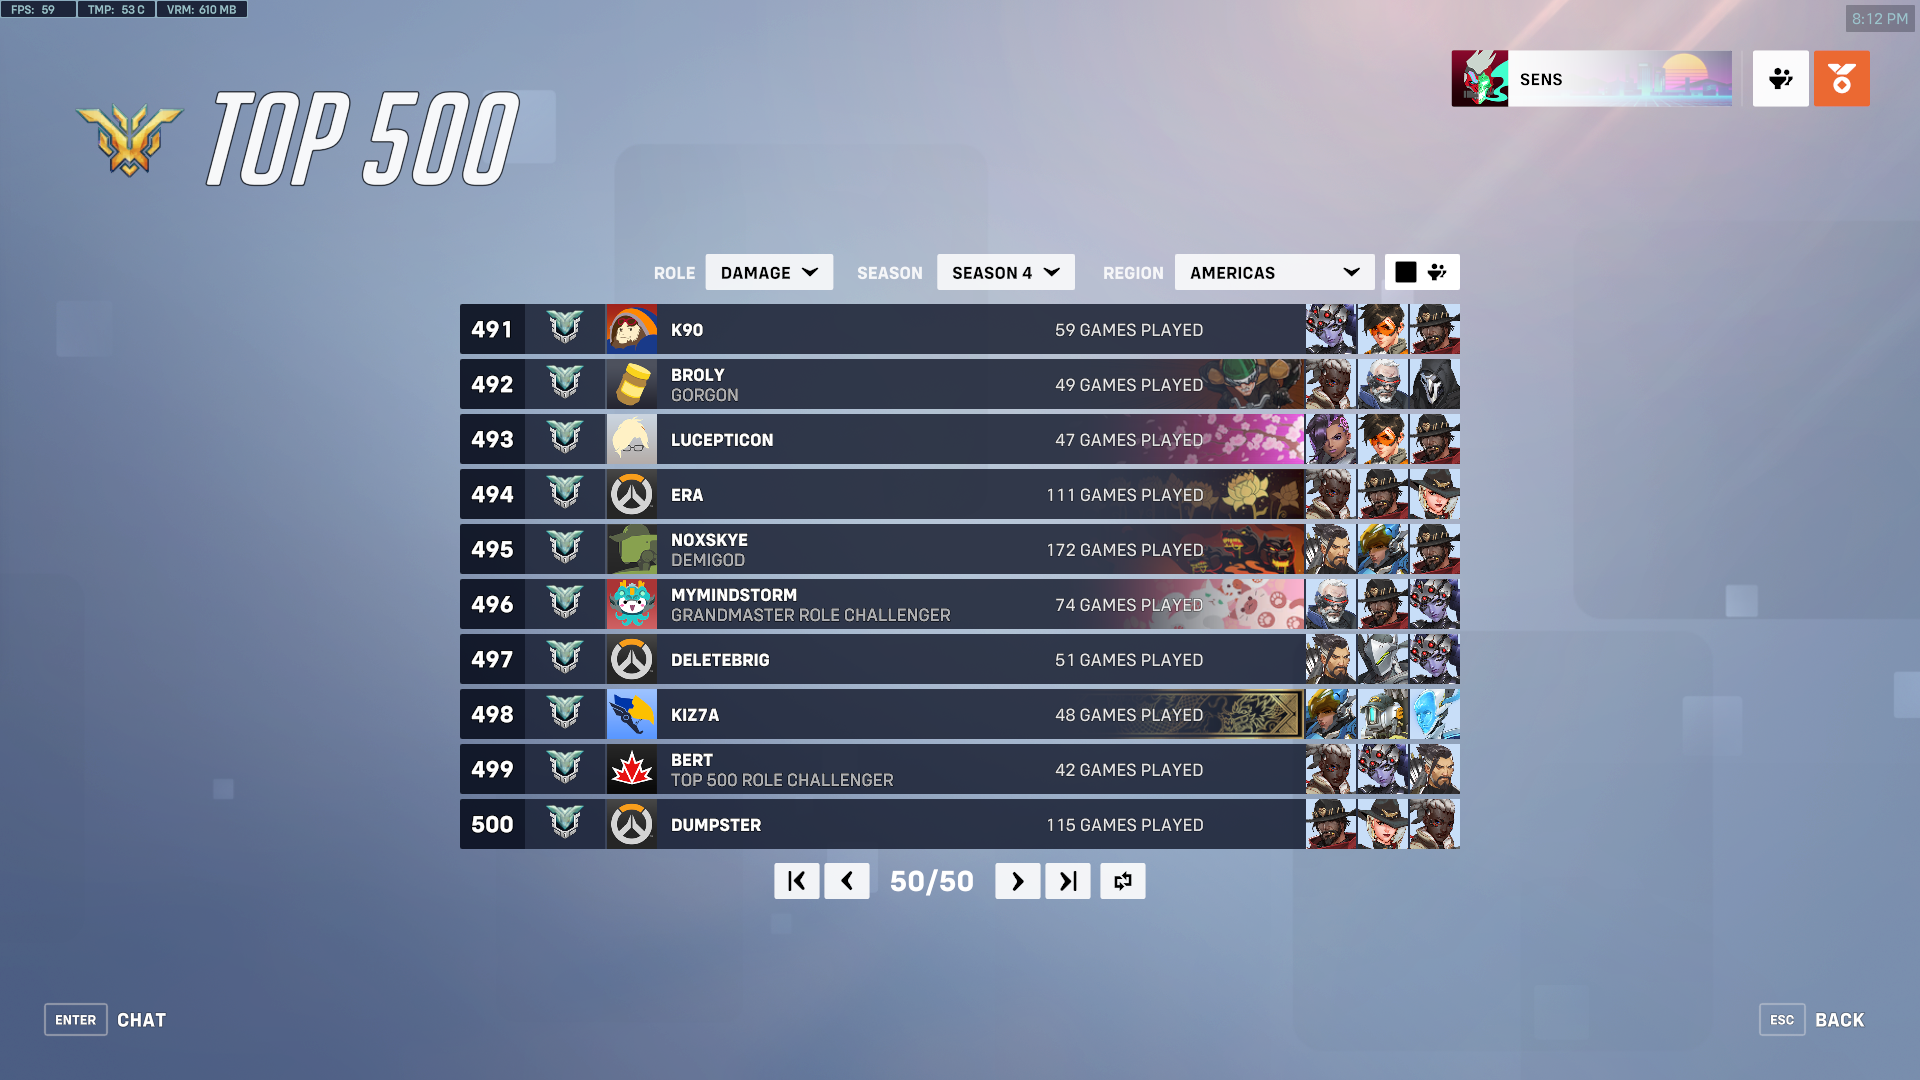 FPS: 59 TMP: 53 C VRM: 610 MB
8:12 PM
SENS
TOP 500
ROLE DAMAGE SEASON SEASON 4 REGION AMERICAS
491 K90 59 GAMES PLAYED
492 BROLY 49 GAMES PLAYED
GORGON
493 LUCEPTICON 47 GAMES PLAYED
494 ERA 111 GAMES PLAYED
495 NOXSKYE 172 GAMES PLAYED
DEMIGOD
496 MYMINDSTORM 74 GAMES PLAYED
GRANDMASTER ROLE CHALLENGER
497 DELETEBRIG 51 GAMES PLAYED
498 KIZ7A 48 GAMES PLAYED
499 BERT 42 GAMES PLAYED
TOP 500 ROLE CHALLENGER
500 DUMPSTER 115 GAMES PLAYED
50/50
ENTER CHAT
ESC BACK